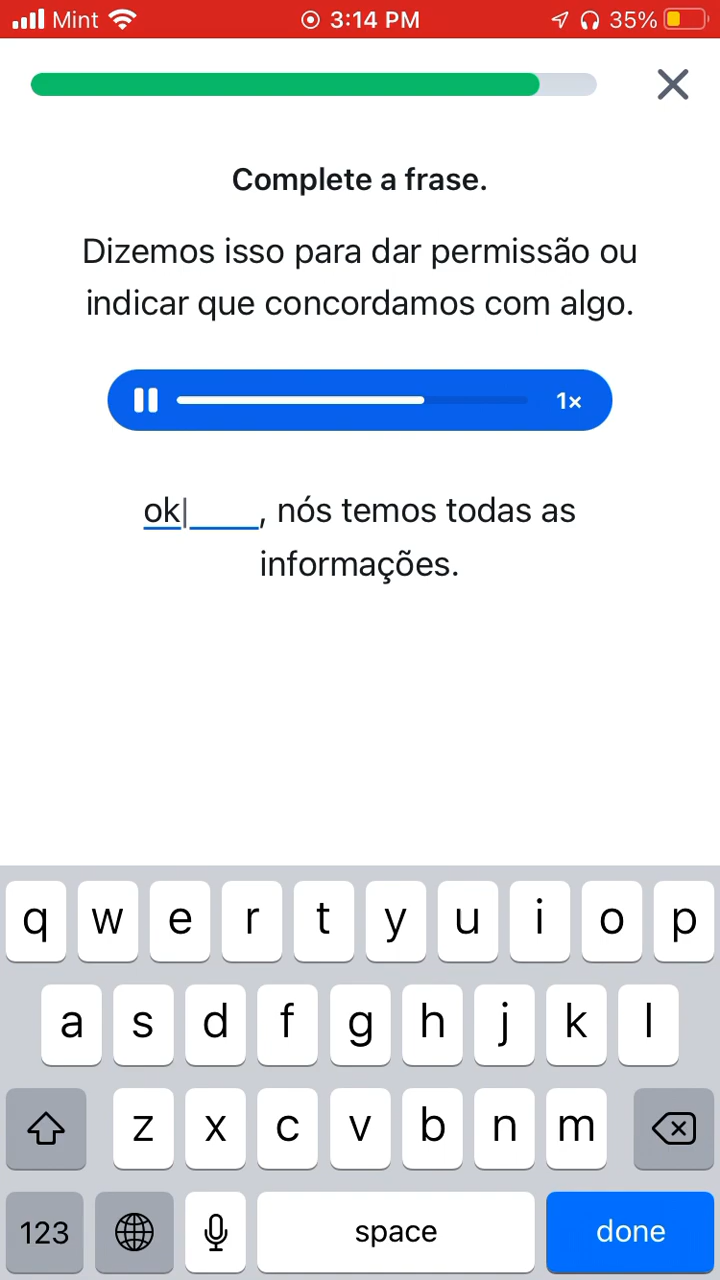 Mint 3:14 PM 35%
Complete a frase.
Dizemos isso para dar permissão ou
indicar que concordamos com algo.
1×
ok|____, nós temos todas as
informações.
q w e r t y u i o p
a s d f g h j k l
z x c v b n m
123 space done